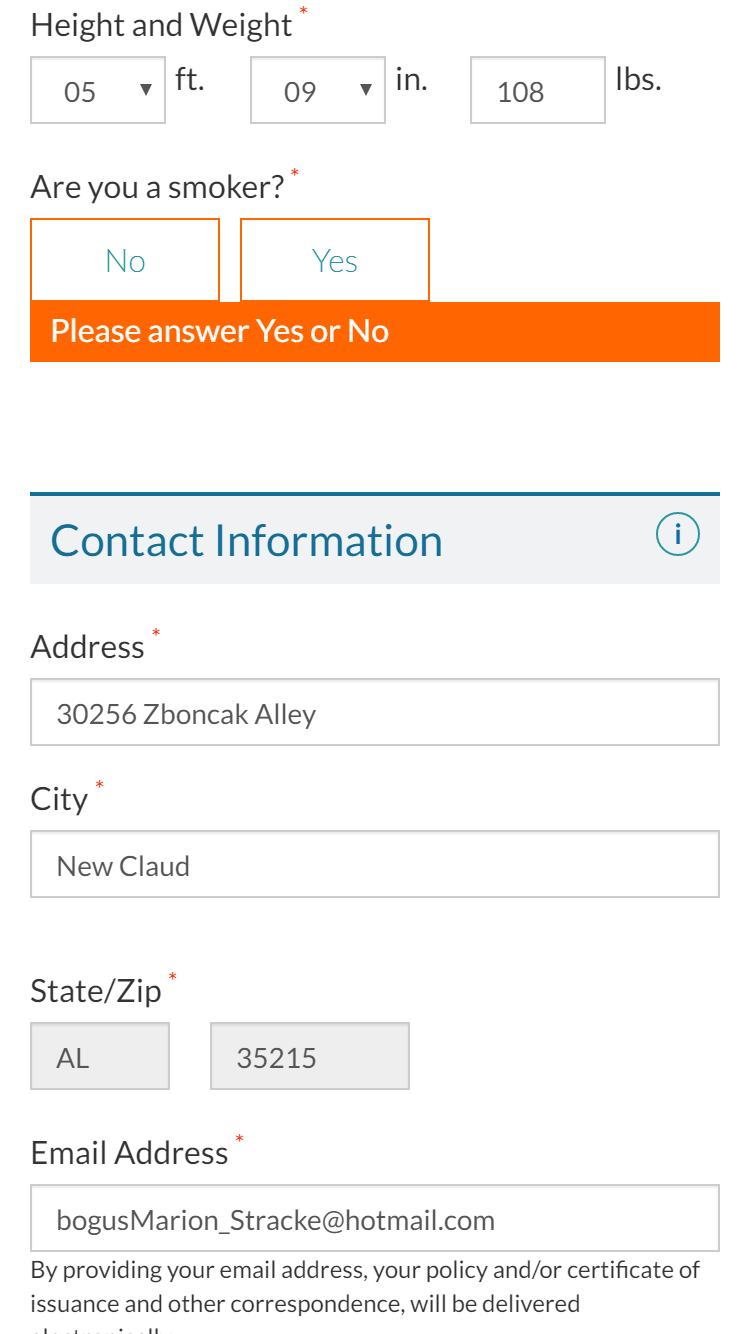 Height and Weight *
05 ▼ ft. 09 ▼ in. 108 lbs.
Are you a smoker? *
No Yes
Please answer Yes or No
Contact Information i
Address *
30256 Zboncak Alley
City *
New Claud
State/Zip *
AL 35215
Email Address *
bogusMarion_Stracke@hotmail.com
By providing your email address, your policy and/or certificate of
issuance and other correspondence, will be delivered